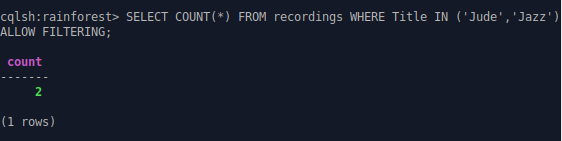 cqlsh:rainforest> SELECT COUNT(*) FROM recordings WHERE Title IN ('Jude','Jazz')
ALLOW FILTERING;
count
-------
2
(1 rows)